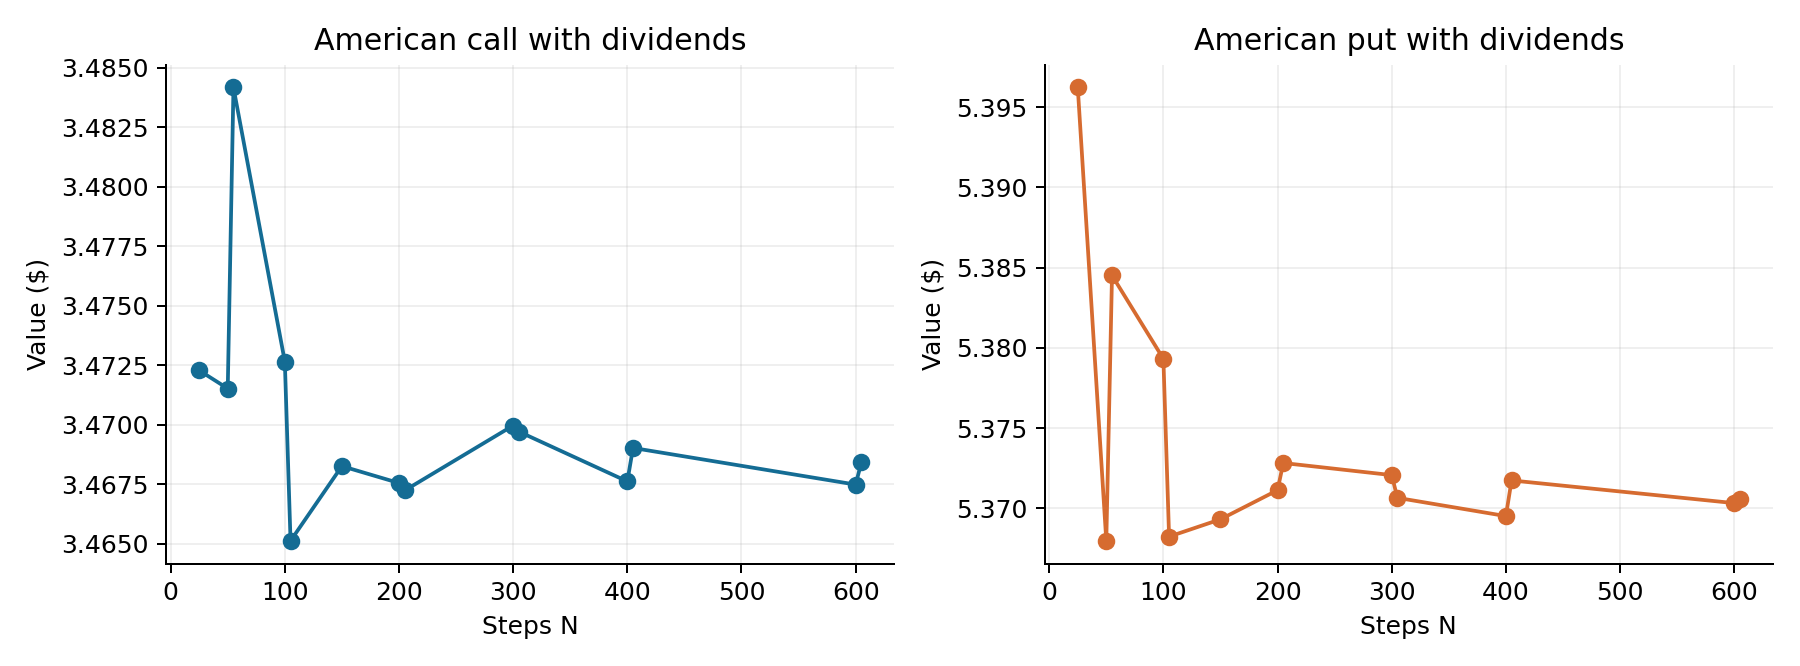 American call with dividends
Value ($)
3.4850
3.4825
3.4800
3.4775
3.4750
3.4725
3.4700
3.4675
3.4650
0 100 200 300 400 500 600
Steps N
American put with dividends
Value ($)
5.395
5.390
5.385
5.380
5.375
5.370
0 100 200 300 400 500 600
Steps N